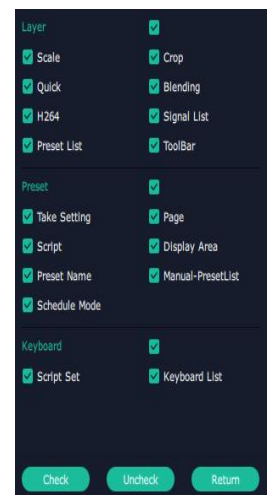 Layer
Scale Crop
Quick Blending
H264 Signal List
Preset List ToolBar
Preset
Take Setting Page
Script Display Area
Preset Name Manual-PresetList
Schedule Mode
Keyboard
Script Set Keyboard List
Check Uncheck Return